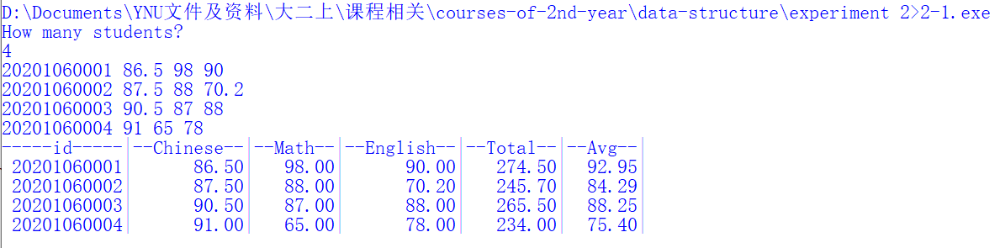 D:\Documents\YNU文件及资料\大二上\课程相关\courses-of-2nd-year\data-structure\experiment 2>2-1.exe
How many students?
4
20201060001 86.5 98 90
20201060002 87.5 88 70.2
20201060003 90.5 87 88
20201060004 91 65 78
-----id-----|--Chinese--|--Math--|--English--|--Total--|--Avg--|
 20201060001|      86.50|   98.00|      90.00|   274.50|  92.95|
 20201060002|      87.50|   88.00|      70.20|   245.70|  84.29|
 20201060003|      90.50|   87.00|      88.00|   265.50|  88.25|
 20201060004|      91.00|   65.00|      78.00|   234.00|  75.40|